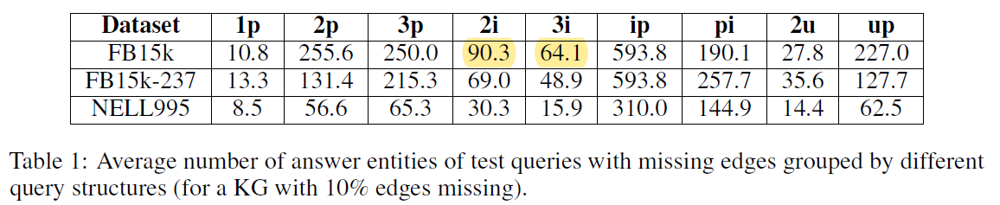 Dataset 1p 2p 3p 2i 3i ip pi 2u up
FB15k 10.8 255.6 250.0 90.3 64.1 593.8 190.1 27.8 227.0
FB15k-237 13.3 131.4 215.3 69.0 48.9 593.8 257.7 35.6 127.7
NELL995 8.5 56.6 65.3 30.3 15.9 310.0 144.9 14.4 62.5
Table 1: Average number of answer entities of test queries with missing edges grouped by different
query structures (for a KG with 10% edges missing).